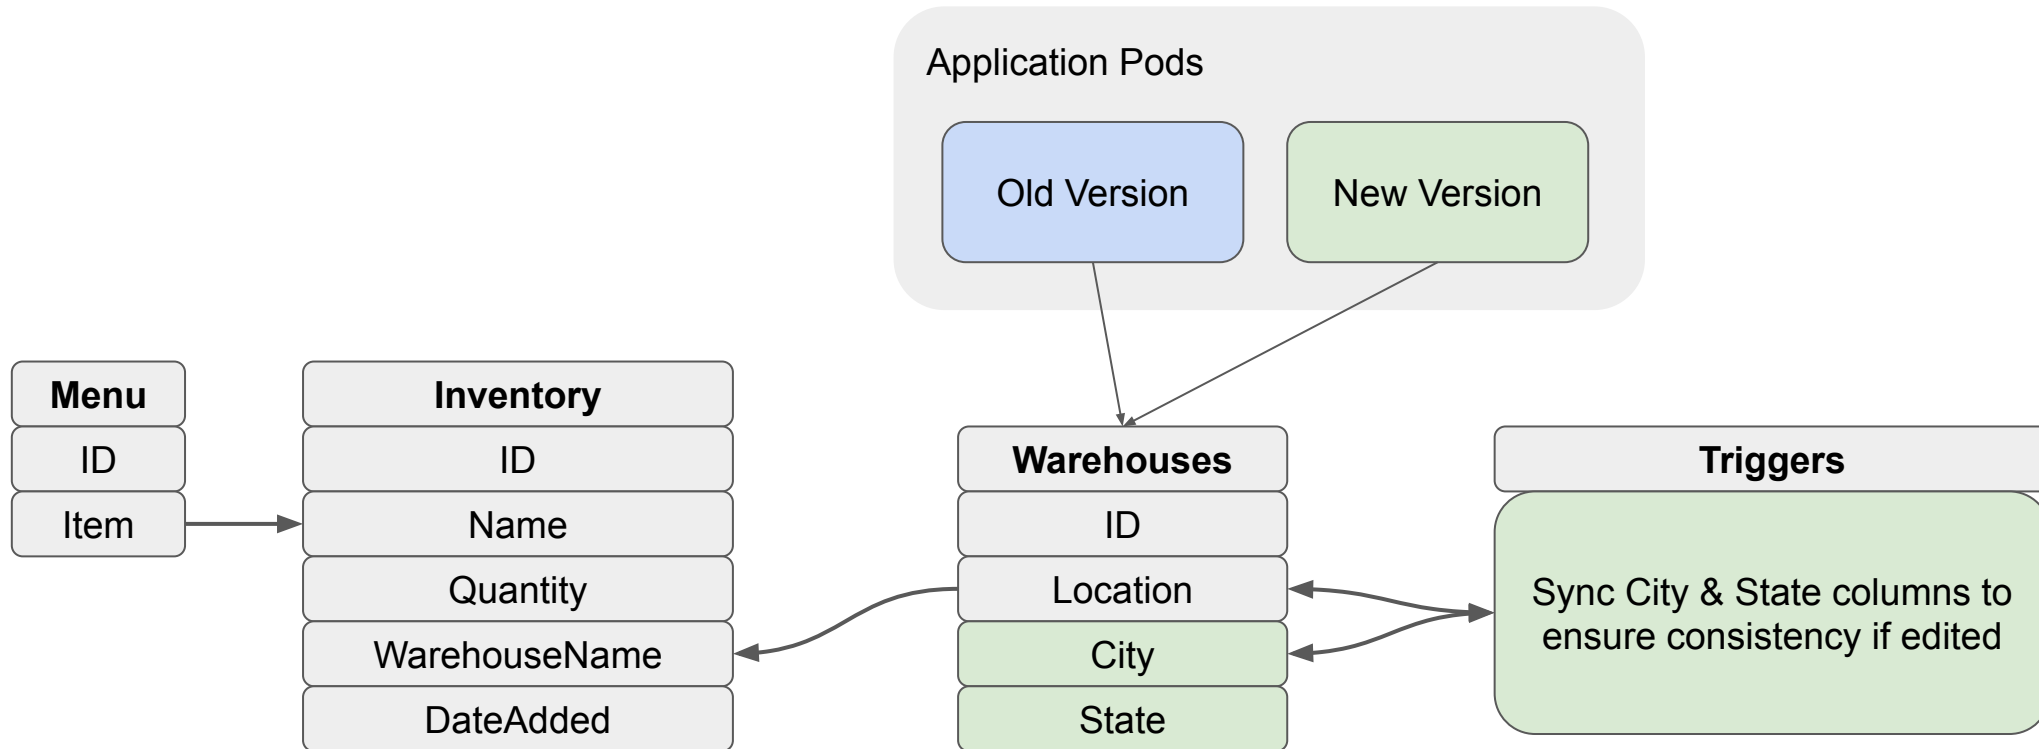 Application Pods
Old Version
New Version
Menu
ID
Item
Inventory
ID
Name
Quantity
WarehouseName
DateAdded
Warehouses
ID
Location
City
State
Triggers
Sync City & State columns to
ensure consistency if edited